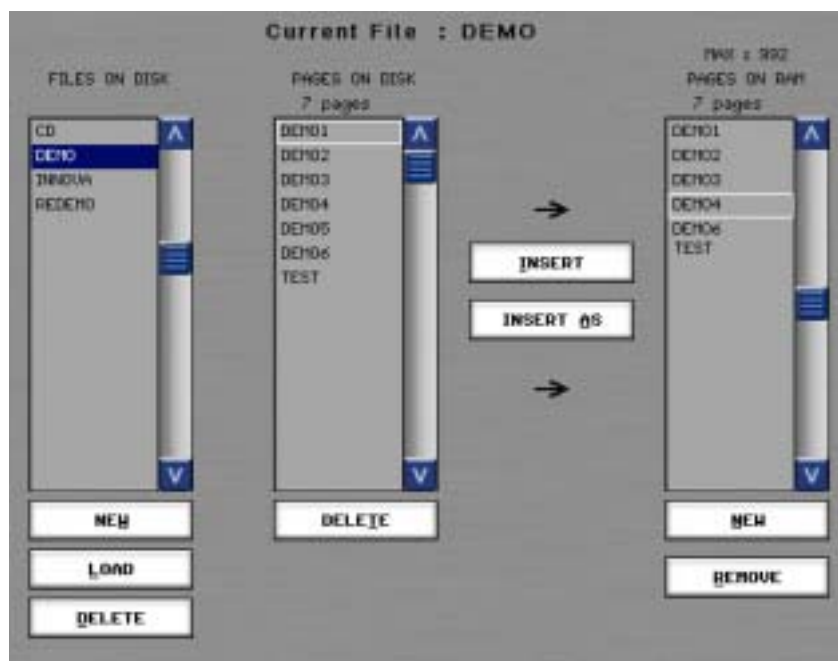 Current File : DEMO
FILES ON DISK
CD
DEMO
INNOVA
REDEMO
NEW
LOAD
DELETE
PAGES ON DISK
7 pages
DEMO1
DEMO2
DEMO3
DEMO4
DEMO5
DEMO6
TEST
DELETE
INSERT
INSERT AS
MAX : 992
PAGES ON RAM
7 pages
DEMO1
DEMO2
DEMO3
DEMO4
DEMO6
TEST
NEW
REMOVE